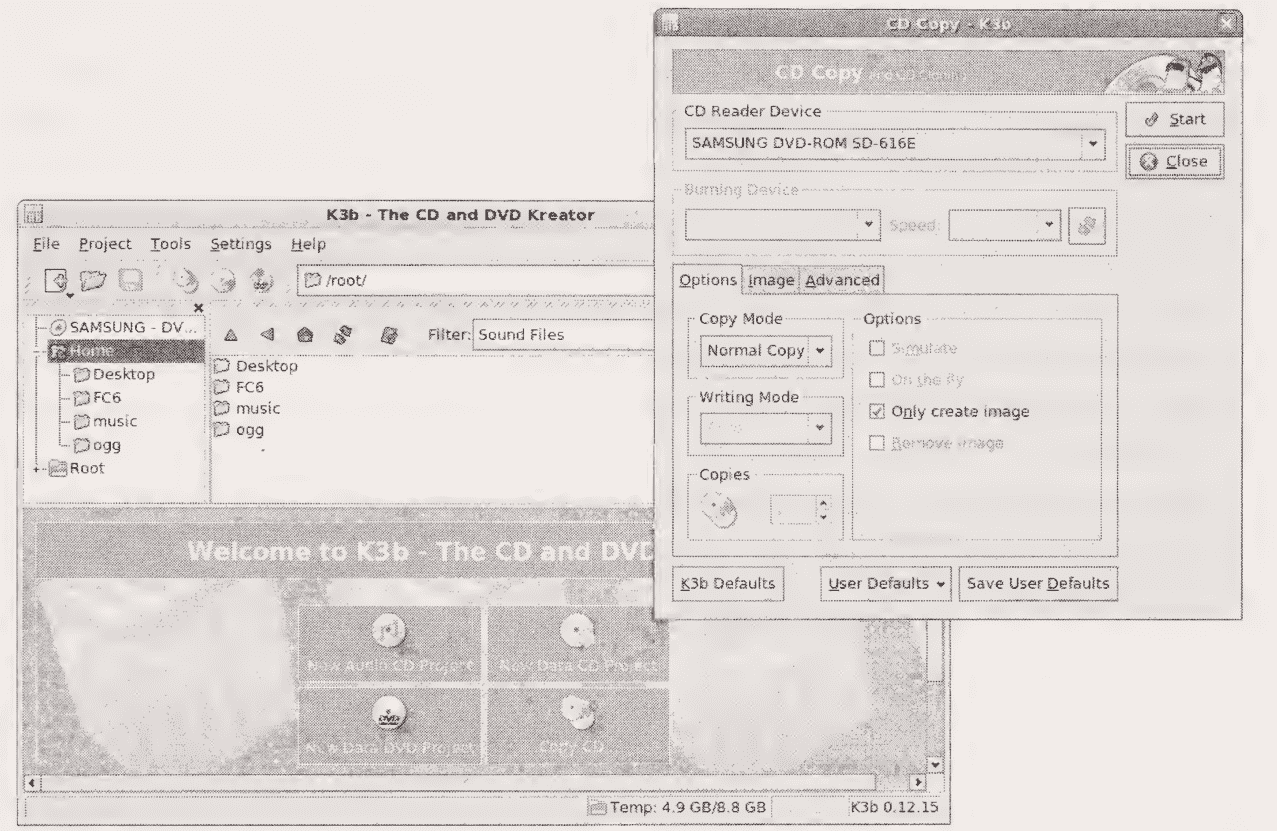 CD Copy - K3b
CD Copy and CD Cloning
CD Reader Device
SAMSUNG DVD-ROM SD-616E
Start
Close
Burning Device
Speed:
Options Image Advanced
Copy Mode
Normal Copy
Writing Mode
Copies
Options
Simulate
On the fly
Only create image
Remove image
K3b Defaults User Defaults Save User Defaults
K3b - The CD and DVD Kreator
File Project Tools Settings Help
/root/
SAMSUNG - DV...
Home
Desktop
FC6
music
ogg
Root
Filter: Sound Files
Desktop
FC6
music
ogg
Welcome to K3b - The CD and DVD
New Audio CD Project
New Data CD Project
DVD
New Data DVD Project
Copy CD...
Temp: 4.9 GB/8.8 GB
K3b 0.12.15